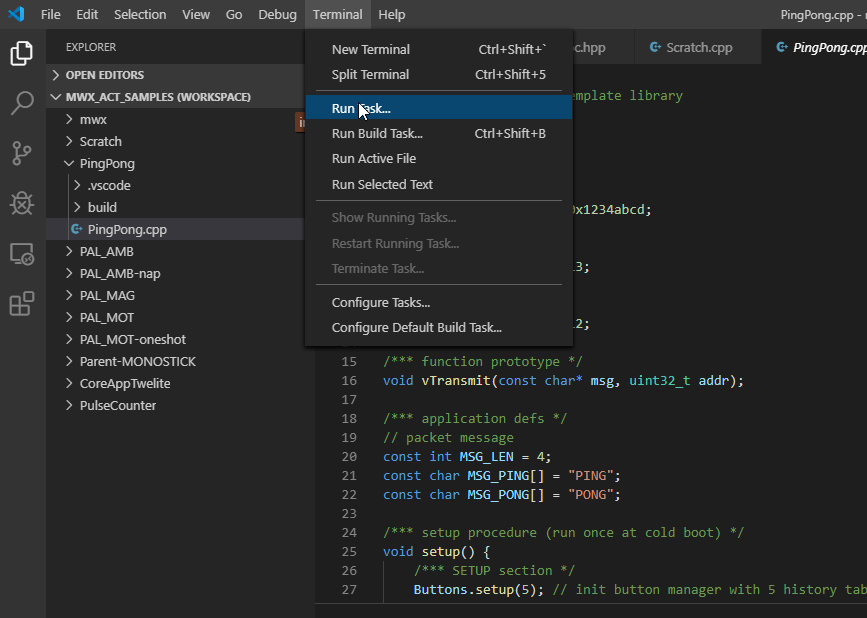 File Edit Selection View Go Debug Terminal Help PingPong.cpp -
EXPLORER
OPEN EDITORS
MWX_ACT_SAMPLES (WORKSPACE)
mwx
Scratch
PingPong
.vscode
build
PingPong.cpp
PAL_AMB
PAL_AMB-nap
PAL_MAG
PAL_MOT
PAL_MOT-oneshot
Parent-MONOSTICK
CoreAppTwelite
PulseCounter
New Terminal Ctrl+Shift+`
Split Terminal Ctrl+Shift+5
Run Task...
Run Build Task... Ctrl+Shift+B
Run Active File
Run Selected Text
Show Running Tasks...
Restart Running Task...
Terminate Task...
Configure Tasks...
Configure Default Build Task...
c.hpp Scratch.cpp PingPong.cpp
mplate library
x1234abcd;
3;
2;
15 /*** function prototype */
16 void vTransmit(const char* msg, uint32_t addr);
17
18 /*** application defs */
19 // packet message
20 const int MSG_LEN = 4;
21 const char MSG_PING[] = "PING";
22 const char MSG_PONG[] = "PONG";
23
24 /*** setup procedure (run once at cold boot) */
25 void setup() {
26 /*** SETUP section */
27 Buttons.setup(5); // init button manager with 5 history tab